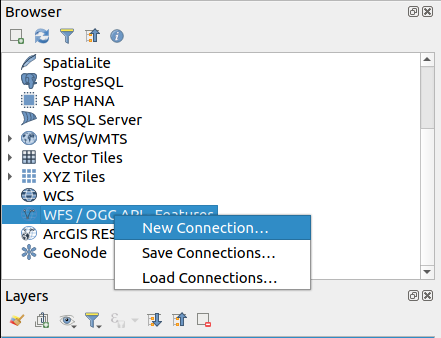 Browser
SpatiaLite
PostgreSQL
SAP HANA
MS SQL Server
WMS/WMTS
Vector Tiles
XYZ Tiles
WCS
WFS / OGC API - Features
New Connection...
ArcGIS RES
Save Connections...
GeoNode
Load Connections...
Layers